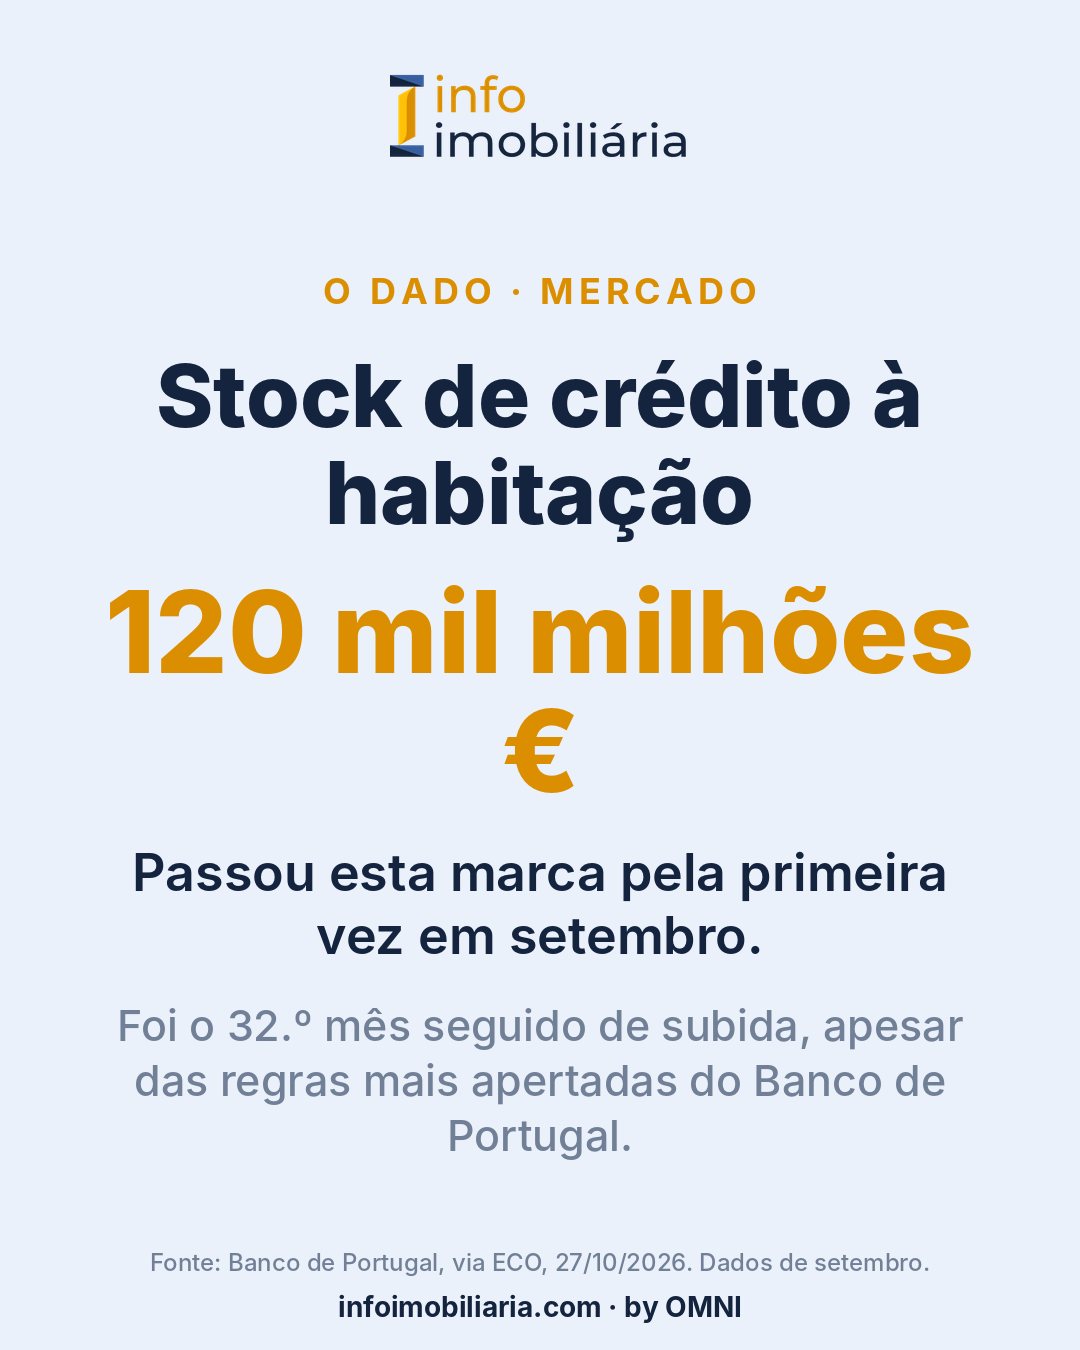 info
imobiliária
O DADO · MERCADO
Stock de crédito à
habitação
120 mil milhões
€
Passou esta marca pela primeira
vez em setembro.
Foi o 32.º mês seguido de subida, apesar
das regras mais apertadas do Banco de
Portugal.
Fonte: Banco de Portugal, via ECO, 27/10/2026. Dados de setembro.
infoimobiliaria.com · by OMNI